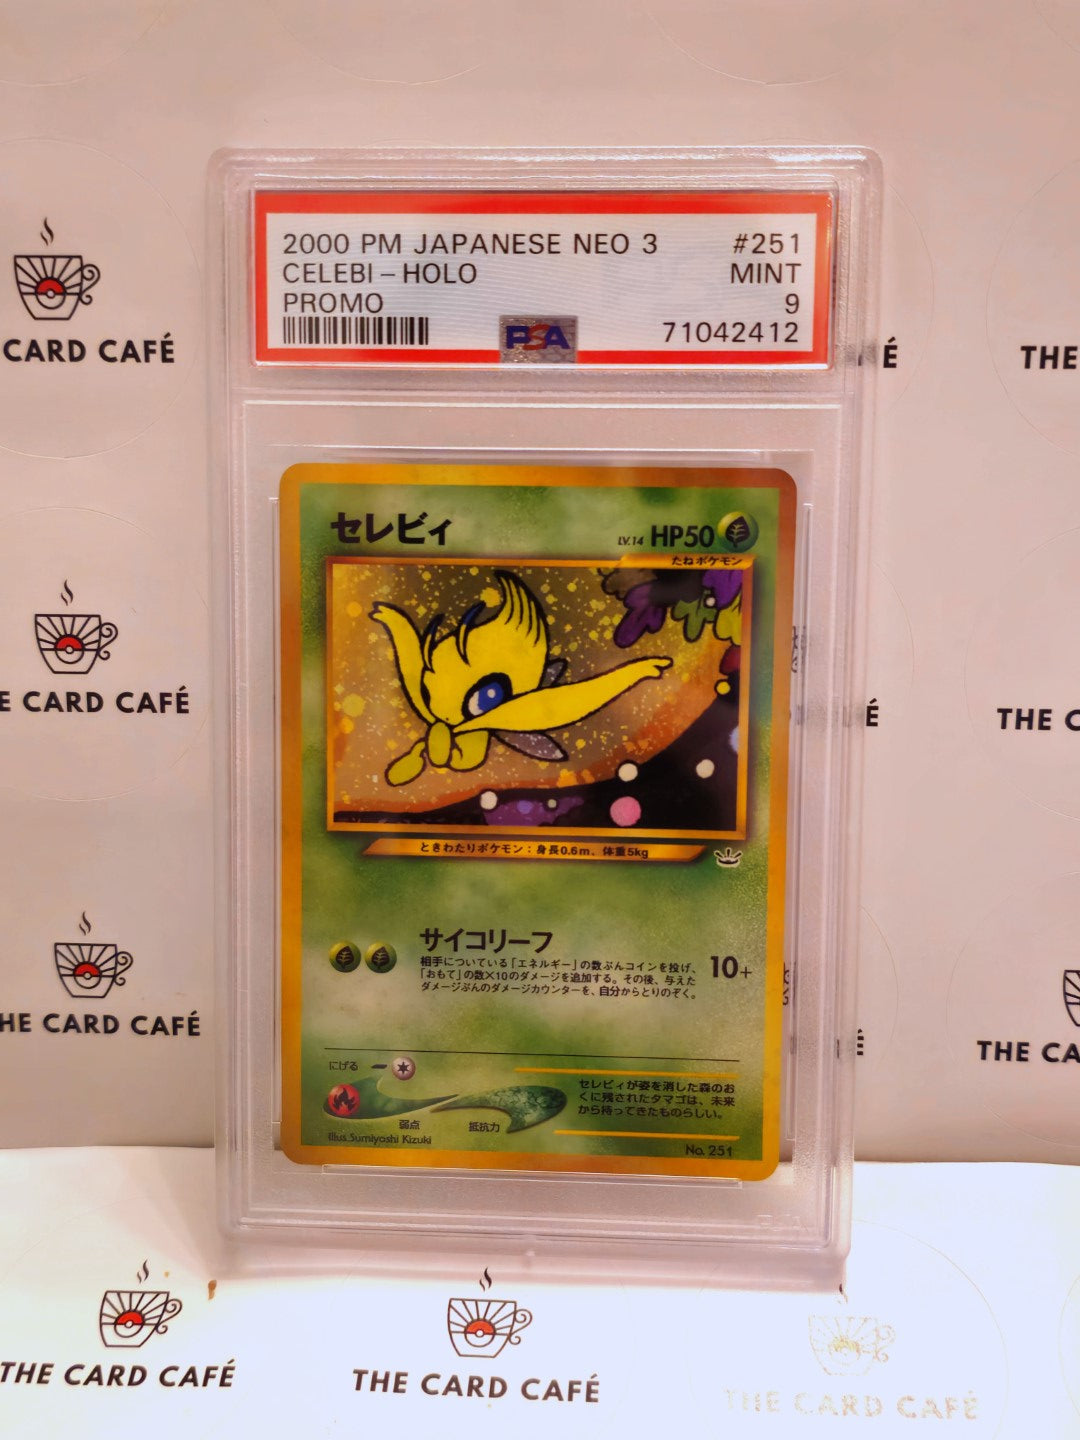 2000 PM JAPANESE NEO 3 #251
CELEBI - HOLO MINT
PROMO 9
PSA
71042412
セレビィ
LV.14 HP50
たねポケモン
ときわたりポケモン：身長0.6m、体重5kg
サイコリーフ
相手についている「エネルギー」の数ぶんコインを投げ、
「おもて」の数×10のダメージを追加する。その後、与えた
ダメージぶんのダメージカウンターを、自分からとりのぞく。
10+
にげる
弱点
抵抗力
セレビィが姿を消した森のお
くに残されたタマゴは、未来
から持ってきたものらしい。
Illus. Sumiyoshi Kizuki
No. 251
CARD CAFÉ
É
THE
E CARD CAFÉ
É
THE C
HE CARD CAFÉ
É
THE CA
THE CARD CAFÉ
THE CARD CAFÉ
THE CARD CAFÉ